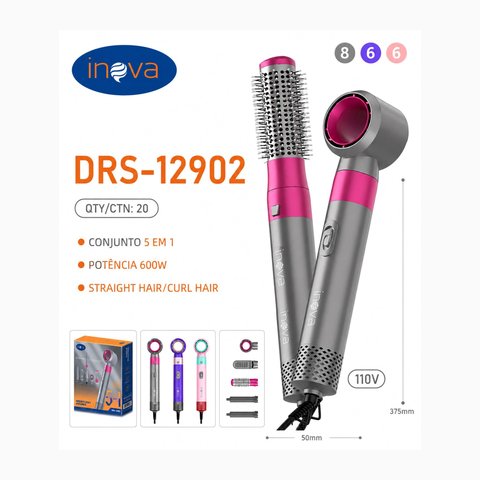 inova
8 6 6
DRS-12902
QTY/CTN: 20
CONJUNTO 5 EM 1
POTÊNCIA 600W
STRAIGHT HAIR/CURL HAIR
inova
inova
110V
375mm
50mm